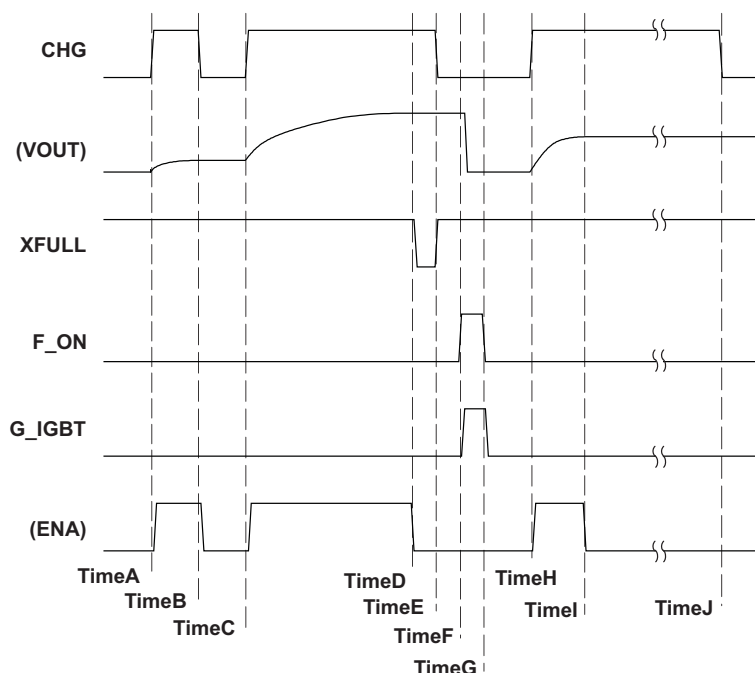 CHG
(VOUT)
XFULL
F_ON
G_IGBT
(ENA)
TimeA
TimeB
TimeC
TimeD
TimeE
TimeF
TimeG
TimeH
TimeI
TimeJ